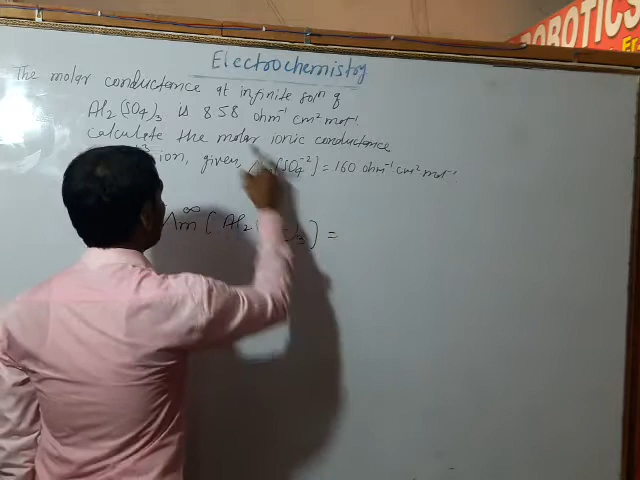 ROBOTICS
Electrochemistry
The molar conductance at infinite solⁿ of
Al₂(SO₄)₃ is 858 ohm⁻¹ cm² mol⁻¹
calculate the molar ionic conductance
ion, given, (SO₄⁻²) = 160 ohm⁻¹ cm² mol⁻¹.
Λm^∞ [Al₂ )₃] =